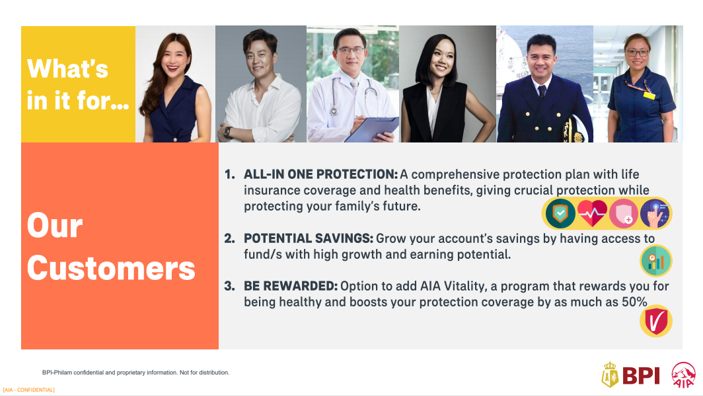 What's
in it for...
Our
Customers
1. ALL-IN ONE PROTECTION: A comprehensive protection plan with life
insurance coverage and health benefits, giving crucial protection while
protecting your family's future.
2. POTENTIAL SAVINGS: Grow your account's savings by having access to
fund/s with high growth and earning potential.
3. BE REWARDED: Option to add AIA Vitality, a program that rewards you for
being healthy and boosts your protection coverage by as much as 50%
BPI-Philam confidential and proprietary information. Not for distribution.
[AIA - CONFIDENTIAL]
BPI
AIA